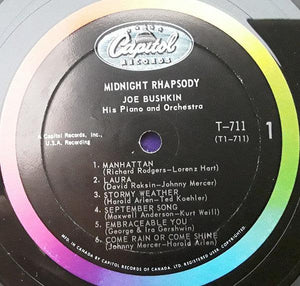 Capitol
RECORDS
MIDNIGHT RHAPSODY
JOE BUSHKIN
His Piano and Orchestra
A Capitol Records, Inc.,
U.S.A. Recording
T-711
(T1-711)
1
1. MANHATTAN
(Richard Rodgers-Lorenz Hart)
2. LAURA
(David Raksin-Johnny Mercer)
3. STORMY WEATHER
(Harold Arlen-Ted Koehler)
4. SEPTEMBER SONG
(Maxwell Anderson-Kurt Weill)
5. EMBRACEABLE YOU
(George & Ira Gershwin)
6. COME RAIN OR COME SHINE
(Johnny Mercer-Harold Arlen)
MFD. IN CANADA BY CAPITOL RECORDS OF CANADA, LTD. REGISTERED USER.